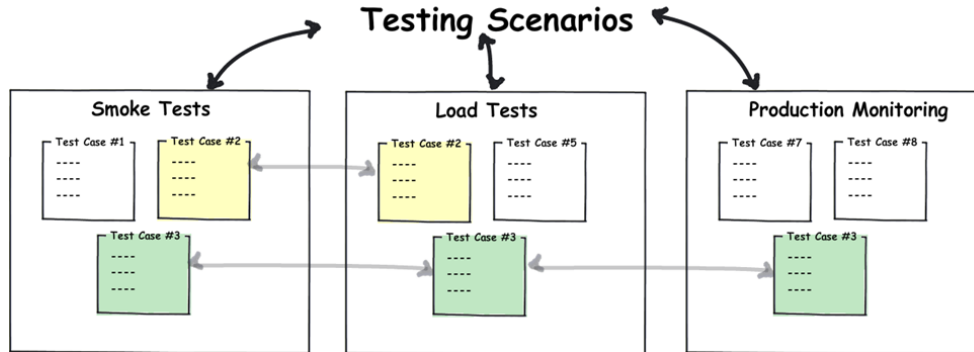 Testing Scenarios
Smoke Tests
Test Case #1
Test Case #2
----
----
----
----
----
----
Test Case #3
----
----
----
Load Tests
Test Case #2
Test Case #5
----
----
----
----
----
----
Test Case #3
----
----
----
Production Monitoring
Test Case #7
Test Case #8
----
----
----
----
----
----
Test Case #3
----
----
----